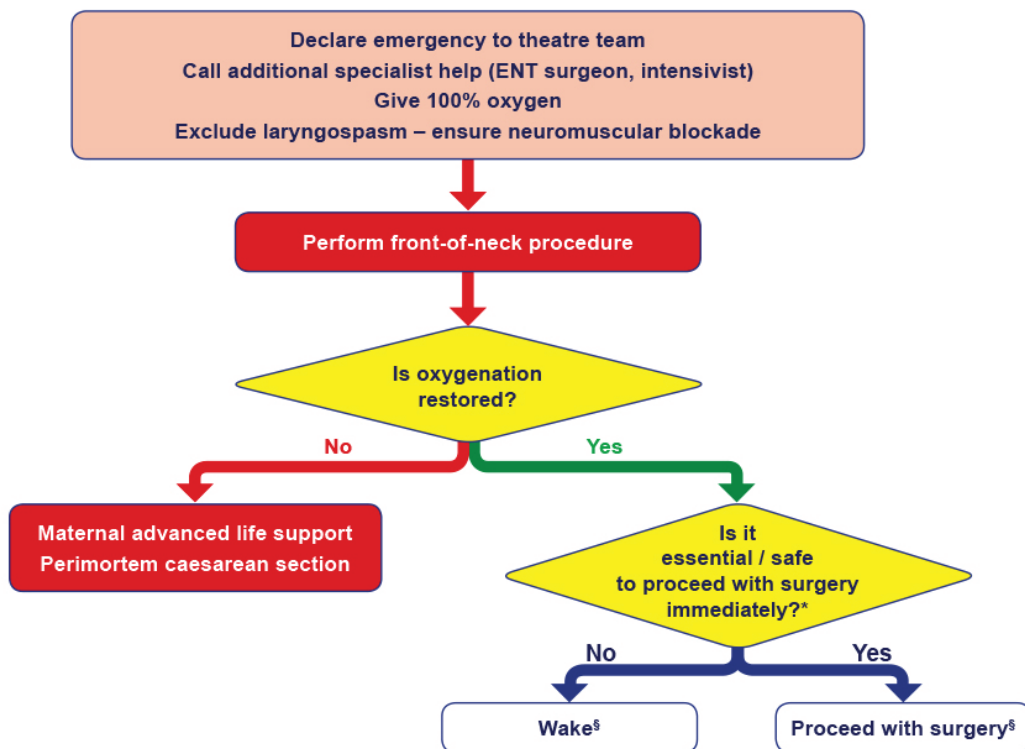 Declare emergency to theatre team
Call additional specialist help (ENT surgeon, intensivist)
Give 100% oxygen
Exclude laryngospasm – ensure neuromuscular blockade
Perform front-of-neck procedure
Is oxygenation
restored?
No
Yes
Maternal advanced life support
Perimortem caesarean section
Is it
essential / safe
to proceed with surgery
immediately?*
No
Yes
Wake§
Proceed with surgery§